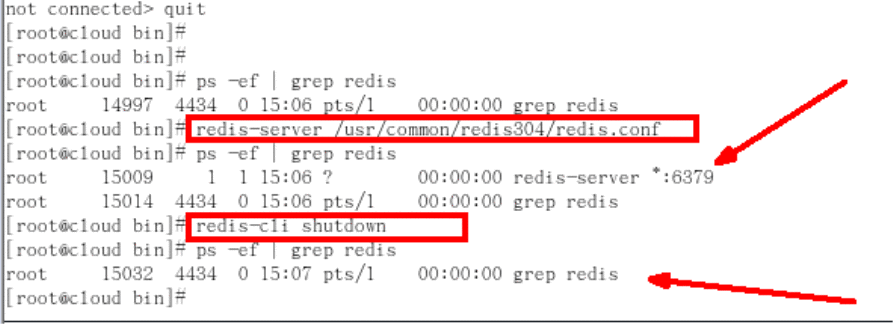 not connected> quit
[root@cloud bin]#
[root@cloud bin]#
[root@cloud bin]# ps -ef | grep redis
root 14997 4434 0 15:06 pts/1 00:00:00 grep redis
[root@cloud bin]# redis-server /usr/common/redis304/redis.conf
[root@cloud bin]# ps -ef | grep redis
root 15009 1 1 15:06 ? 00:00:00 redis-server *:6379
root 15014 4434 0 15:06 pts/1 00:00:00 grep redis
[root@cloud bin]# redis-cli shutdown
[root@cloud bin]# ps -ef | grep redis
root 15032 4434 0 15:07 pts/1 00:00:00 grep redis
[root@cloud bin]#